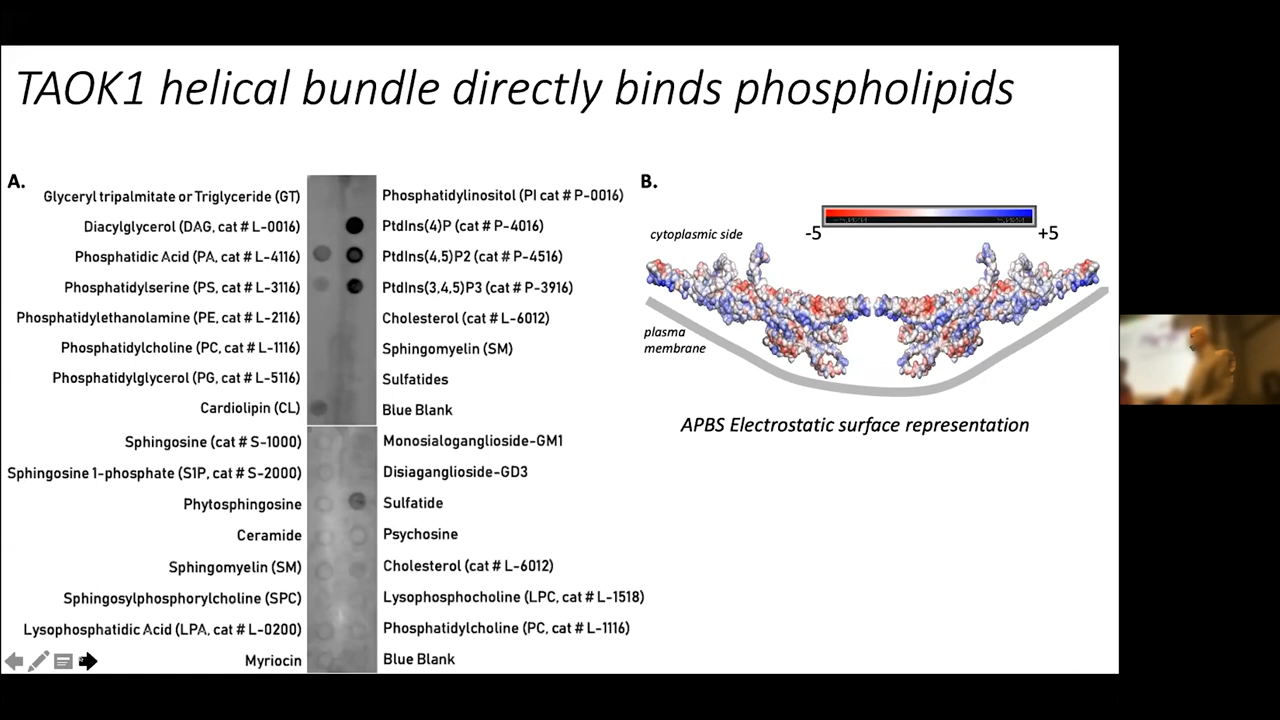 TAOK1 helical bundle directly binds phospholipids
A.
Glyceryl tripalmitate or Triglyceride (GT)
Diacylglycerol (DAG, cat # L-0016)
Phosphatidic Acid (PA, cat # L-4116)
Phosphatidylserine (PS, cat # L-3116)
Phosphatidylethanolamine (PE, cat # L-2116)
Phosphatidylcholine (PC, cat # L-1116)
Phosphatidylglycerol (PG, cat # L-5116)
Cardiolipin (CL)
Phosphatidylinositol (PI cat # P-0016)
PtdIns(4)P (cat # P-4016)
PtdIns(4,5)P2 (cat # P-4516)
PtdIns(3,4,5)P3 (cat # P-3916)
Cholesterol (cat # L-6012)
Sphingomyelin (SM)
Sulfatides
Blue Blank
Sphingosine (cat # S-1000)
Sphingosine 1-phosphate (S1P, cat # S-2000)
Phytosphingosine
Ceramide
Sphingomyelin (SM)
Sphingosylphosphorylcholine (SPC)
Lysophosphatidic Acid (LPA, cat # L-0200)
Myriocin
Monosialoganglioside-GM1
Disiaganglioside-GD3
Sulfatide
Psychosine
Cholesterol (cat # L-6012)
Lysophosphocholine (LPC, cat # L-1518)
Phosphatidylcholine (PC, cat # L-1116)
Blue Blank
B.
-5
+5
cytoplasmic side
plasma
membrane
APBS Electrostatic surface representation